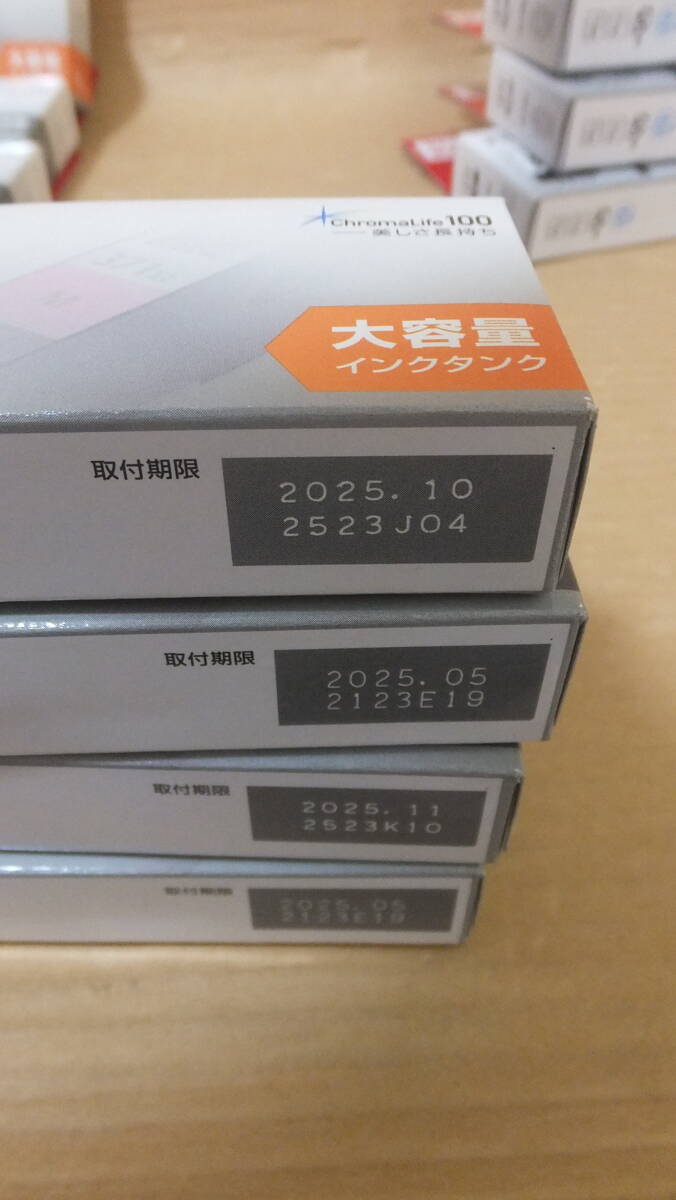 ChromaLife100
美しさ長持ち
M
大容量
インクタンク
取付期限
2025.10
2523J04
取付期限
2025.05
2123E19
取付期限
2025.11
2523K10
取付期限
2025.05
2123E19